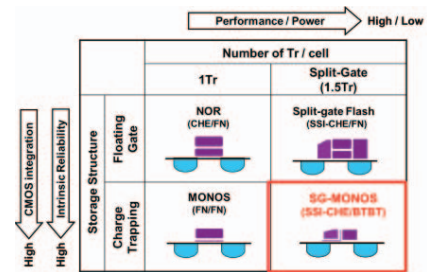 Performance / Power
High / Low
Number of Tr / cell
1Tr
Split-Gate
(1.5Tr)
High
CMOS integration
High
Intrinsic Reliability
Storage Structure
Floating
Gate
NOR
(CHE/FN)
Split-gate Flash
(SSI-CHE/FN)
Charge
Trapping
MONOS
(FN/FN)
SG-MONOS
(SSI-CHE/BTBT)